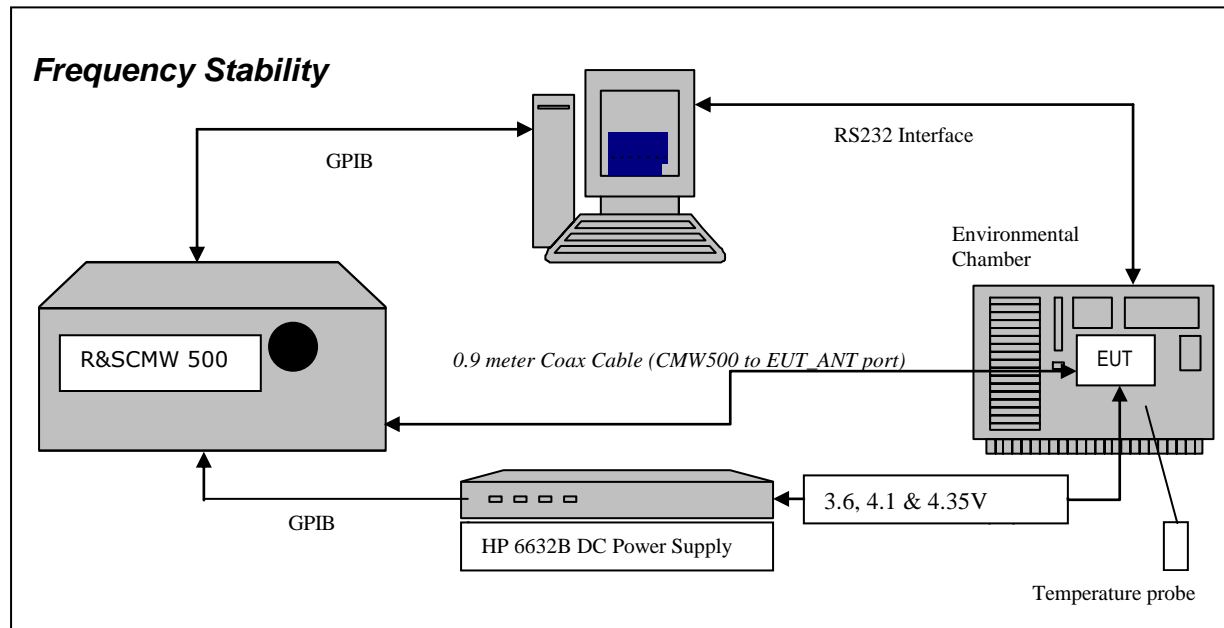 Frequency Stability
GPIB
RS232 Interface
Environmental
Chamber
R&SCMW 500
0.9 meter Coax Cable (CMW500 to EUT_ANT port)
EUT
GPIB
3.6, 4.1 & 4.35V
HP 6632B DC Power Supply
Temperature probe